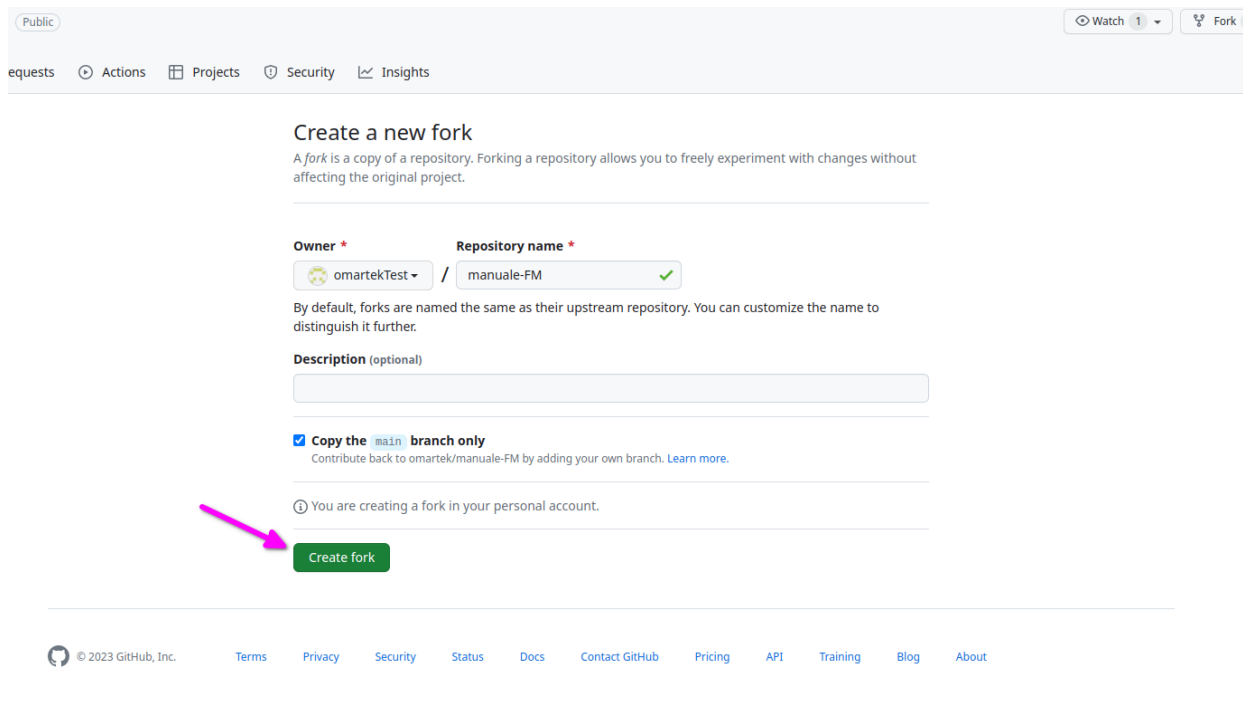 Public
Watch 1
Fork
equests Actions Projects Security Insights
Create a new fork
A fork is a copy of a repository. Forking a repository allows you to freely experiment with changes without
affecting the original project.
Owner * Repository name *
omartekTest / manuale-FM
By default, forks are named the same as their upstream repository. You can customize the name to
distinguish it further.
Description (optional)
Copy the main branch only
Contribute back to omartek/manuale-FM by adding your own branch. Learn more.
You are creating a fork in your personal account.
Create fork
© 2023 GitHub, Inc. Terms Privacy Security Status Docs Contact GitHub Pricing API Training Blog About